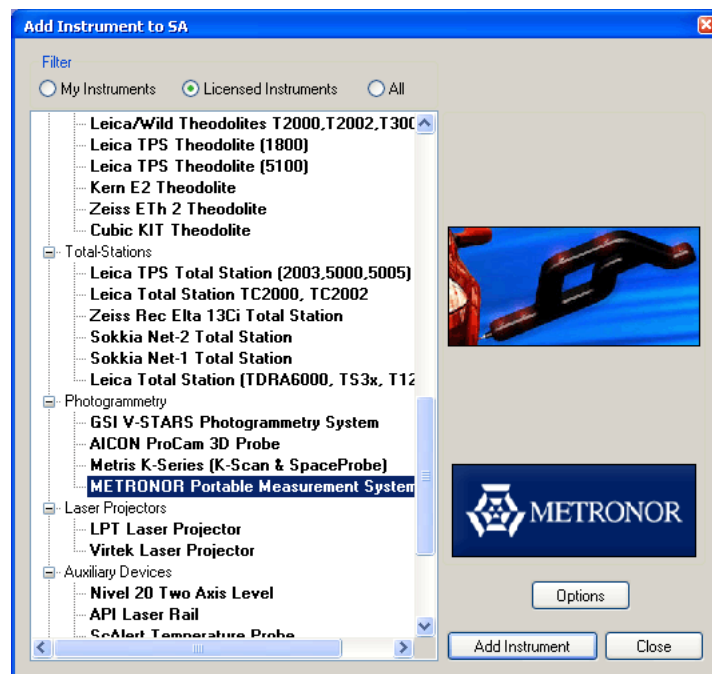 Add Instrument to SA
Filter
My Instruments
Licensed Instruments
All
Leica/Wild Theodolites T2000,T2002,T300
Leica TPS Theodolite (1800)
Leica TPS Theodolite (5100)
Kern E2 Theodolite
Zeiss ETh 2 Theodolite
Cubic KIT Theodolite
Total-Stations
Leica TPS Total Station (2003,5000,5005)
Leica Total Station TC2000, TC2002
Zeiss Rec Elta 13Ci Total Station
Sokkia Net-2 Total Station
Sokkia Net-1 Total Station
Leica Total Station (TDRA6000, TS3x, T12
Photogrammetry
GSI V-STARS Photogrammetry System
AICON ProCam 3D Probe
Metris K-Series (K-Scan & SpaceProbe)
METRONOR Portable Measurement System
Laser Projectors
LPT Laser Projector
Virtek Laser Projector
Auxiliary Devices
Nivel 20 Two Axis Level
API Laser Rail
ScAlert Temperature Probe
METRONOR
Options
Add Instrument
Close